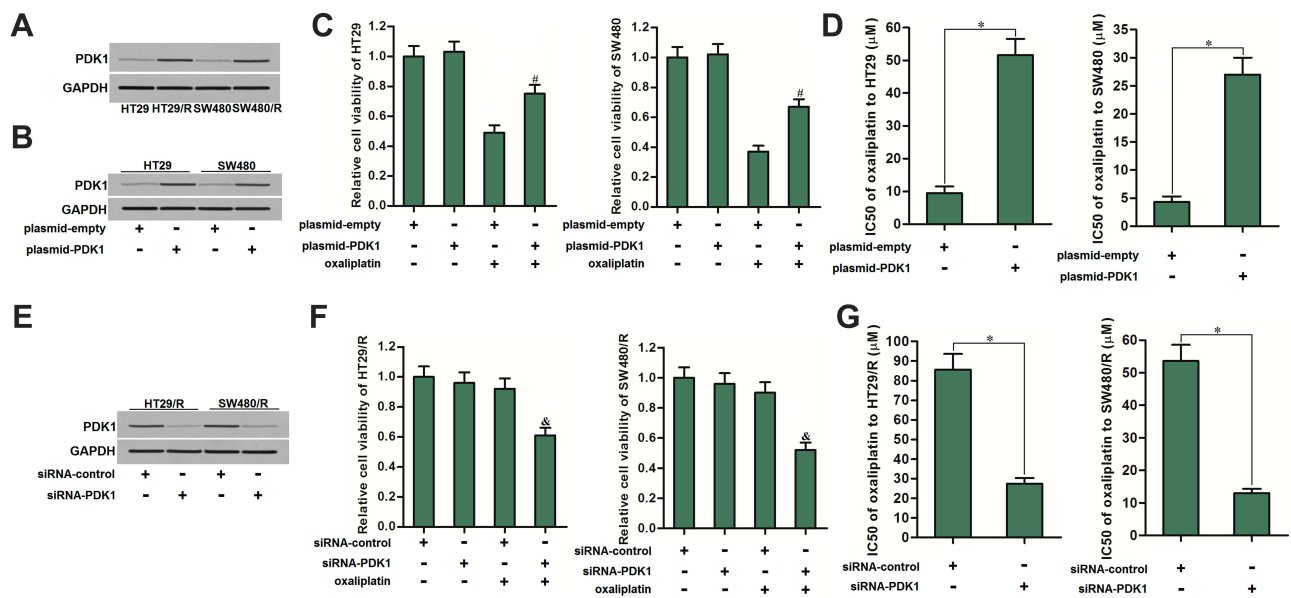 A
PDK1
GAPDH
HT29 HT29/R SW480 SW480/R
B
HT29 SW480
PDK1
GAPDH
plasmid-empty + - + -
plasmid-PDK1 - + - +
C
Relative cell viability of HT29
1.2
1.0
0.8
0.6
0.4
0.2
0.0
#
plasmid-empty + - + -
plasmid-PDK1 - + - +
oxaliplatin - - + +
Relative cell viability of SW480
1.2
1.0
0.8
0.6
0.4
0.2
0.0
#
plasmid-empty + - + -
plasmid-PDK1 - + - +
oxaliplatin - - + +
D
IC50 of oxaliplatin to HT29 (μM)
60
50
40
30
20
10
0
*
plasmid-empty + -
plasmid-PDK1 - +
IC50 of oxaliplatin to SW480 (μM)
35
30
25
20
15
10
5
0
*
plasmid-empty + -
plasmid-PDK1 - +
E
HT29/R SW480/R
PDK1
GAPDH
siRNA-control + - + -
siRNA-PDK1 - + - +
F
Relative cell viability of HT29/R
1.2
1.0
0.8
0.6
0.4
0.2
0.0
&
siRNA-control + - + -
siRNA-PDK1 - + - +
oxaliplatin - - + +
Relative cell viability of SW480/R
1.2
1.0
0.8
0.6
0.4
0.2
0.0
&
siRNA-control + - + -
siRNA-PDK1 - + - +
oxaliplatin - - + +
G
IC50 of oxaliplatin to HT29/R (μM)
100
90
80
70
60
50
40
30
20
10
0
*
siRNA-control + -
siRNA-PDK1 - +
IC50 of oxaliplatin to SW480/R (μM)
60
50
40
30
20
10
0
*
siRNA-control + -
siRNA-PDK1 - +